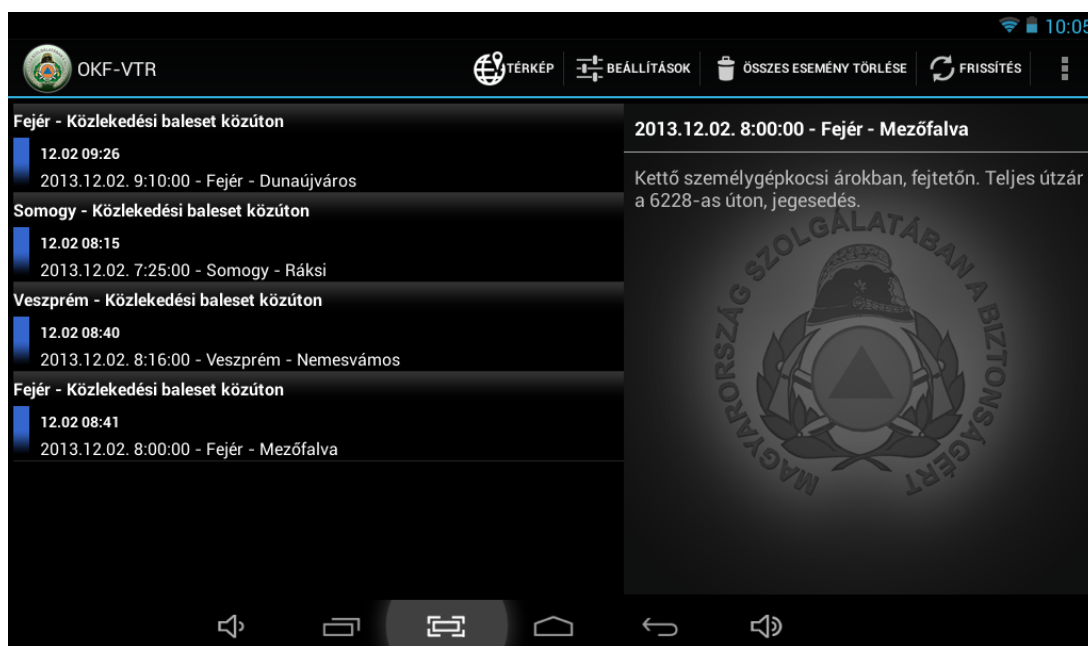 10:05
OKF-VTR
TÉRKÉP
BEÁLLÍTÁSOK
ÖSSZES ESEMÉNY TÖRLÉSE
FRISSÍTÉS
Fejér - Közlekedési baleset közúton
12.02 09:26
2013.12.02. 9:10:00 - Fejér - Dunaújváros
Somogy - Közlekedési baleset közúton
12.02 08:15
2013.12.02. 7:25:00 - Somogy - Ráksi
Veszprém - Közlekedési baleset közúton
12.02 08:40
2013.12.02. 8:16:00 - Veszprém - Nemesvámos
Fejér - Közlekedési baleset közúton
12.02 08:41
2013.12.02. 8:00:00 - Fejér - Mezőfalva
2013.12.02. 8:00:00 - Fejér - Mezőfalva
Kettő személygépkocsi árokban, fejtetőn. Teljes útzár
a 6228-as úton, jegesedés.
MAGYARORSZÁG SZOLGÁLATÁBAN A BIZTONSÁGÉRT